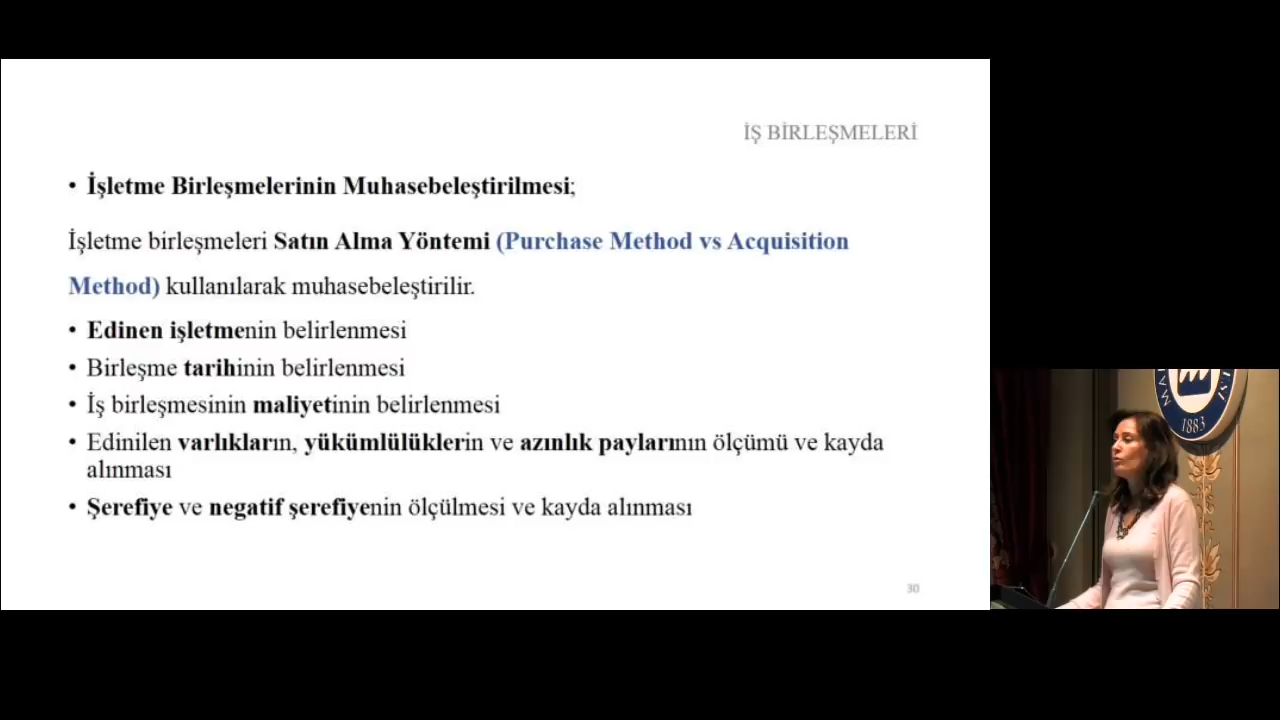 İŞ BİRLEŞMELERİ
• İşletme Birleşmelerinin Muhasebeleştirilmesi;
İşletme birleşmeleri Satın Alma Yöntemi (Purchase Method vs Acquisition
Method) kullanılarak muhasebeleştirilir.
• Edinen işletmenin belirlenmesi
• Birleşme tarihinin belirlenmesi
• İş birleşmesinin maliyetinin belirlenmesi
• Edinilen varlıkların, yükümlülüklerin ve azınlık paylarının ölçümü ve kayda
alınması
• Şerefiye ve negatif şerefiyenin ölçülmesi ve kayda alınması
30
1883